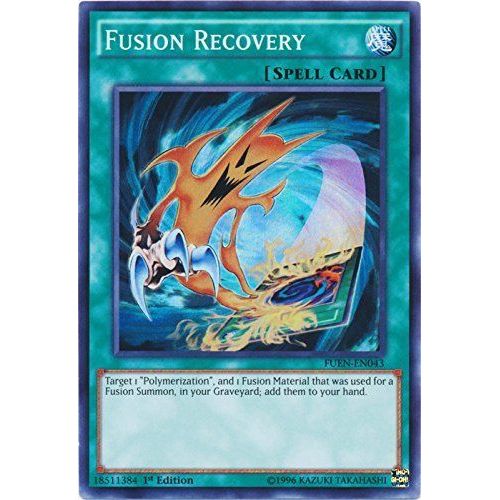 FUSION RECOVERY
[SPELL CARD]
FUEN-EN043
Target 1 "Polymerization", and 1 Fusion Material that was used for a
Fusion Summon, in your Graveyard; add them to your hand.
18511384 1st Edition ©1996 KAZUKI TAKAHASHI